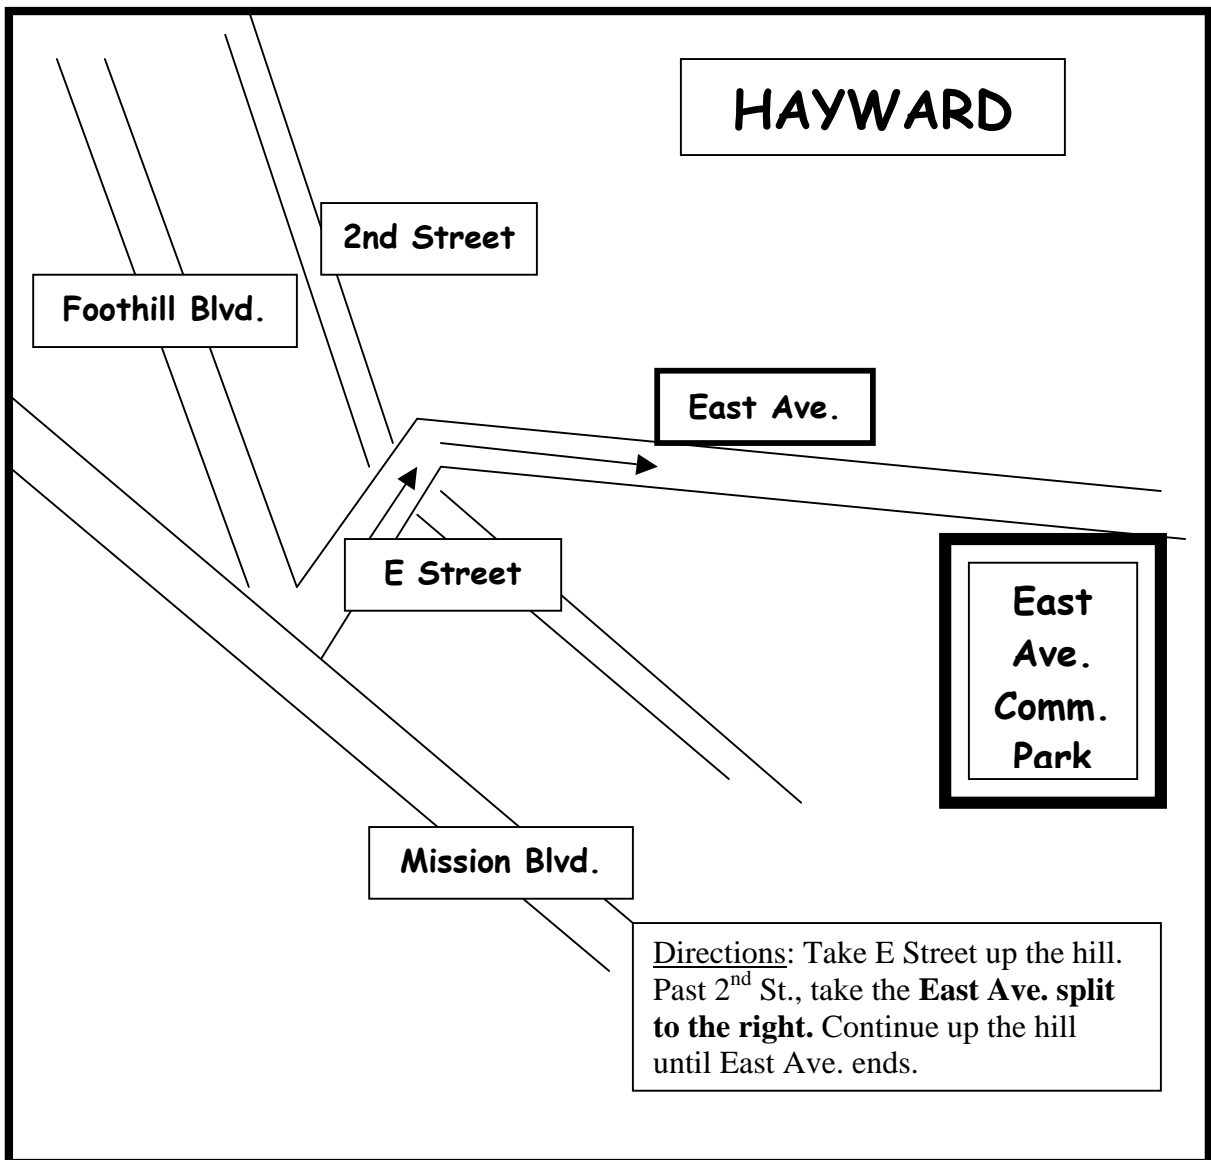 HAYWARD
2nd Street
Foothill Blvd.
East Ave.
E Street
East
Ave.
Comm.
Park
Mission Blvd.
Directions: Take E Street up the hill.
Past 2nd St., take the East Ave. split
to the right. Continue up the hill
until East Ave. ends.